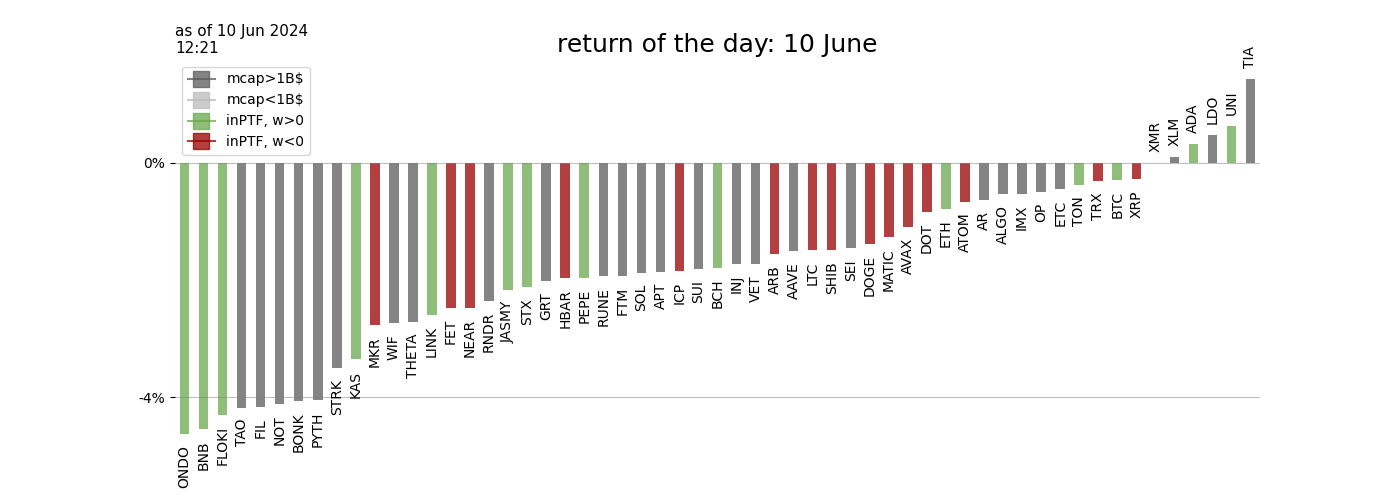 as of 10 Jun 2024
12:21
return of the day: 10 June
mcap>1B$
mcap<1B$
inPTF, w>0
inPTF, w<0
0%
-4%
ONDO
BNB
FLOKI
TAO
FIL
NOT
BONK
PYTH
STRK
KAS
MKR
WIF
THETA
LINK
FET
NEAR
RNDR
JASMY
STX
GRT
HBAR
PEPE
RUNE
FTM
SOL
APT
ICP
SUI
BCH
INJ
VET
ARB
AAVE
LTC
SHIB
SEI
DOGE
MATIC
AVAX
DOT
ETH
ATOM
AR
ALGO
IMX
OP
ETC
TON
TRX
BTC
XRP
XMR
XLM
ADA
LDO
UNI
TIA